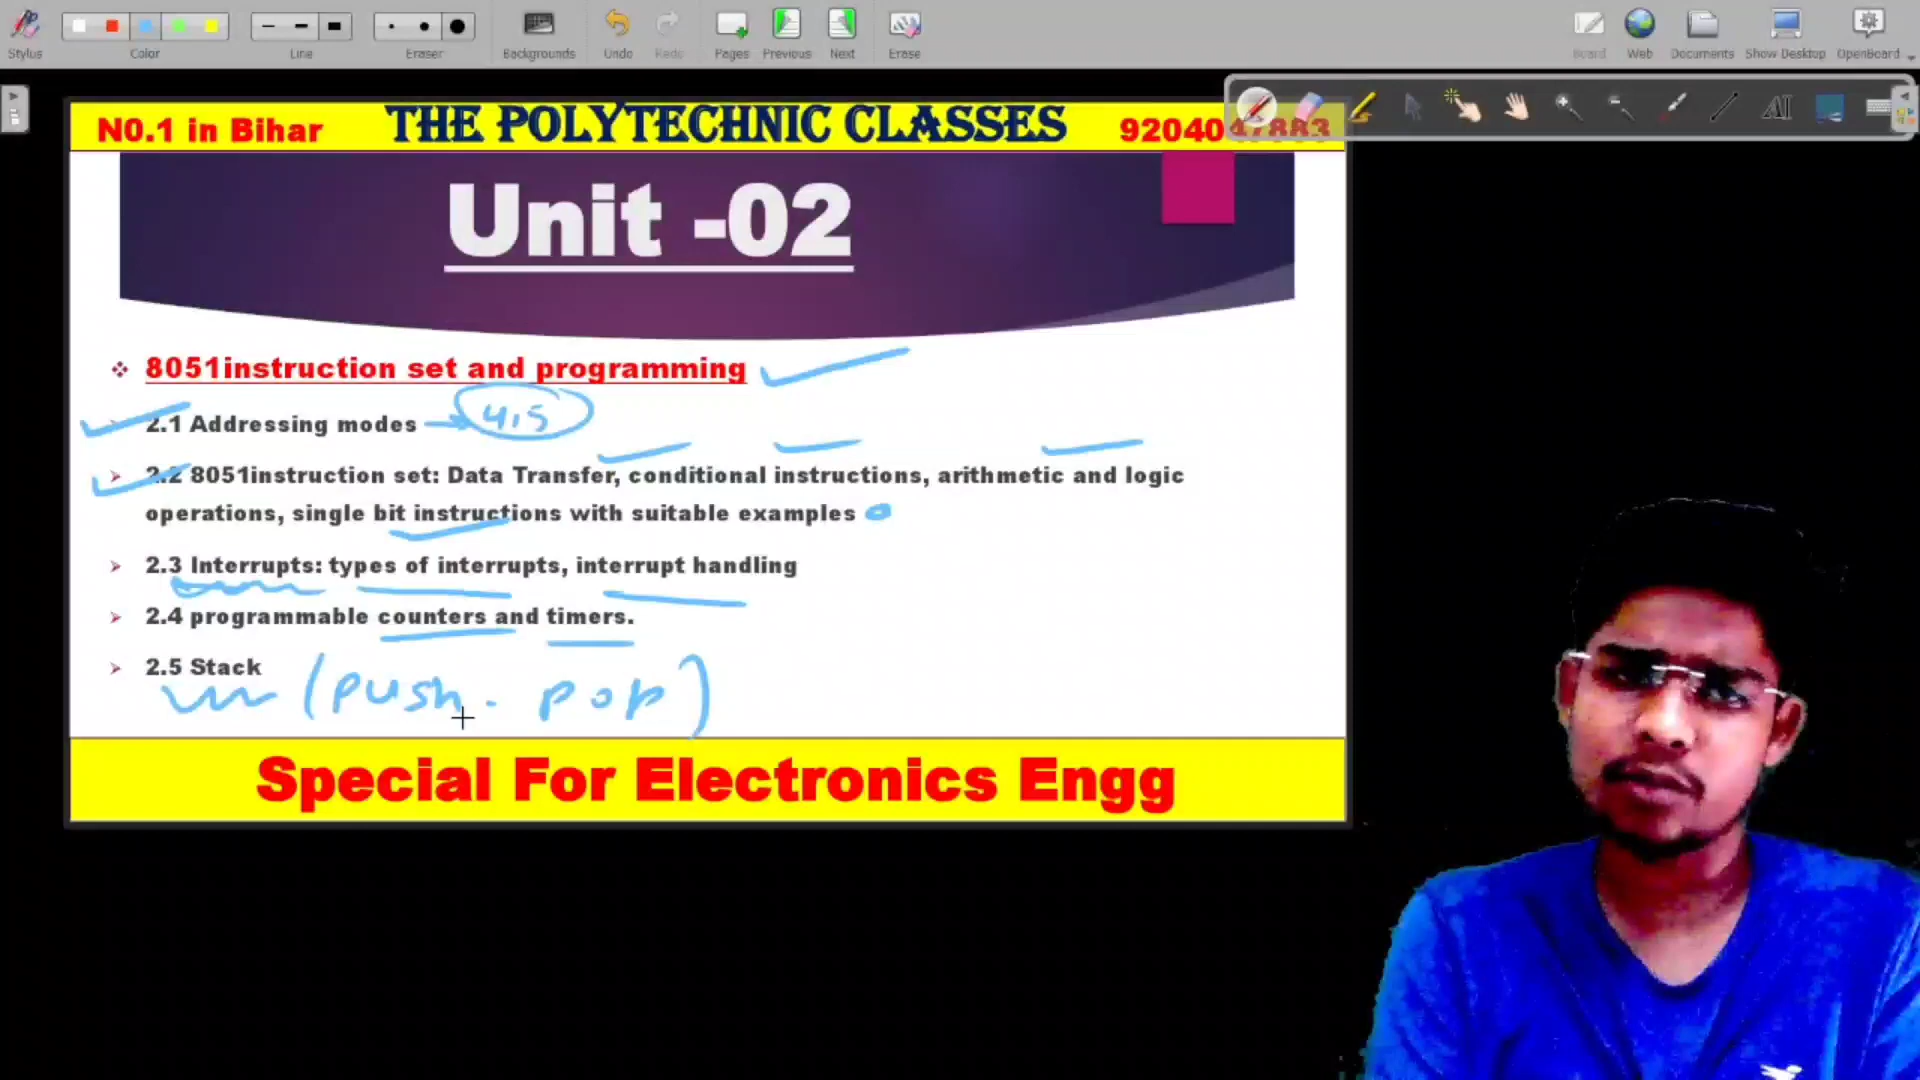 Stylus Color Line Eraser Backgrounds Undo Redo Pages Previous Next Erase Board Web Documents Show Desktop OpenBoard
N0.1 in Bihar THE POLYTECHNIC CLASSES 9204047883
Unit -02
8051instruction set and programming
2.1 Addressing modes 4,5
2.2 8051instruction set: Data Transfer, conditional instructions, arithmetic and logic
operations, single bit instructions with suitable examples
2.3 Interrupts: types of interrupts, interrupt handling
2.4 programmable counters and timers.
2.5 Stack
(push. pop)
Special For Electronics Engg